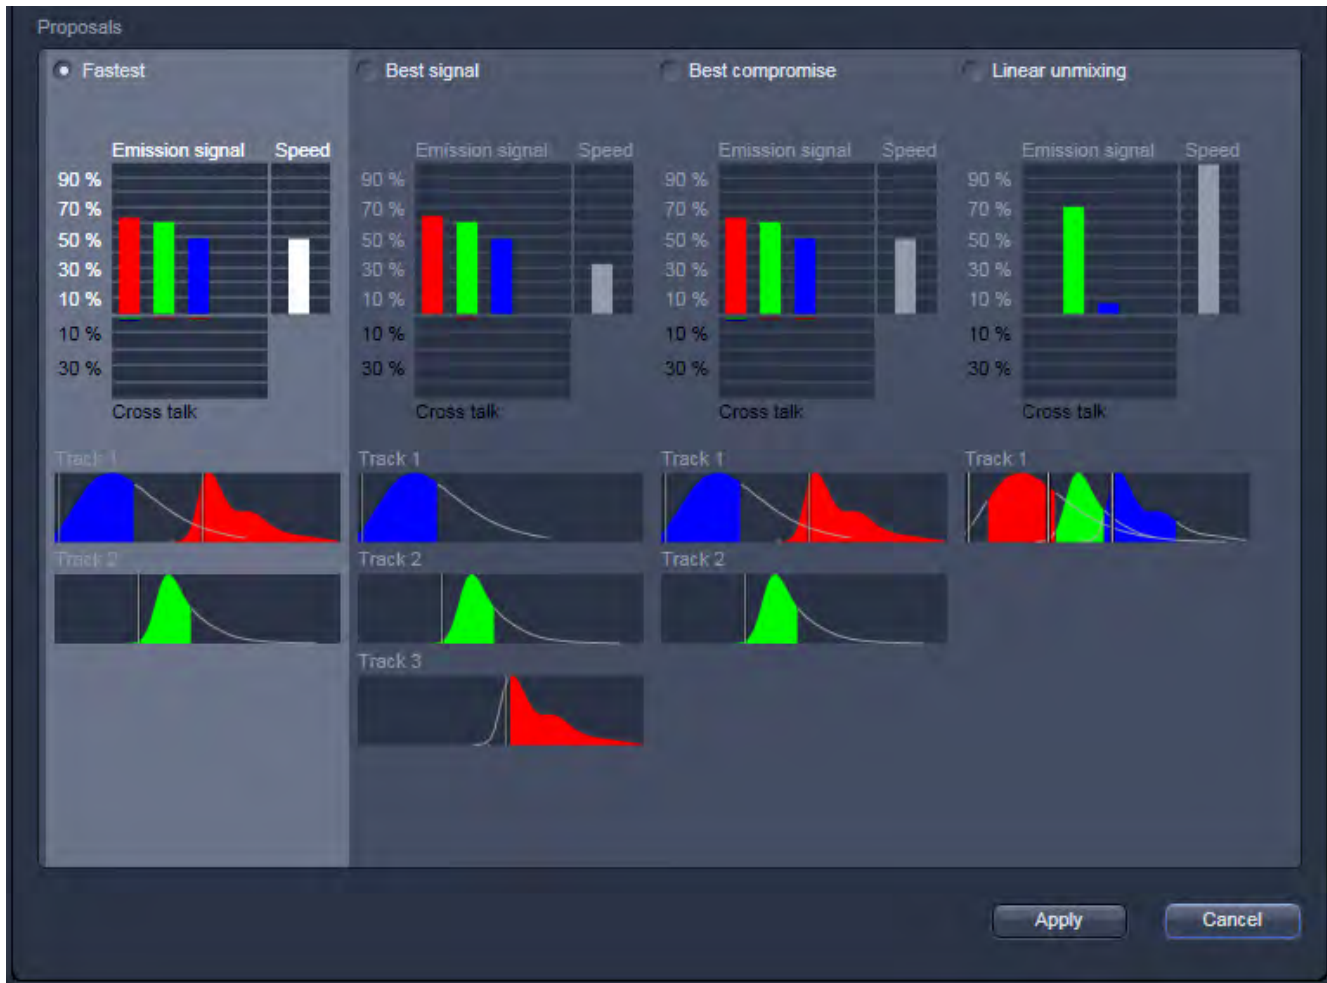 Proposals
Fastest
Best signal
Best compromise
Linear unmixing
Emission signal Speed
90 %
70 %
50 %
30 %
10 %
10 %
30 %
Cross talk
Track 1
Track 2
Emission signal Speed
90 %
70 %
50 %
30 %
10 %
10 %
30 %
Cross talk
Track 1
Track 2
Track 3
Emission signal Speed
90 %
70 %
50 %
30 %
10 %
10 %
30 %
Cross talk
Track 1
Track 2
Emission signal Speed
90 %
70 %
50 %
30 %
10 %
10 %
30 %
Cross talk
Track 1
Apply
Cancel